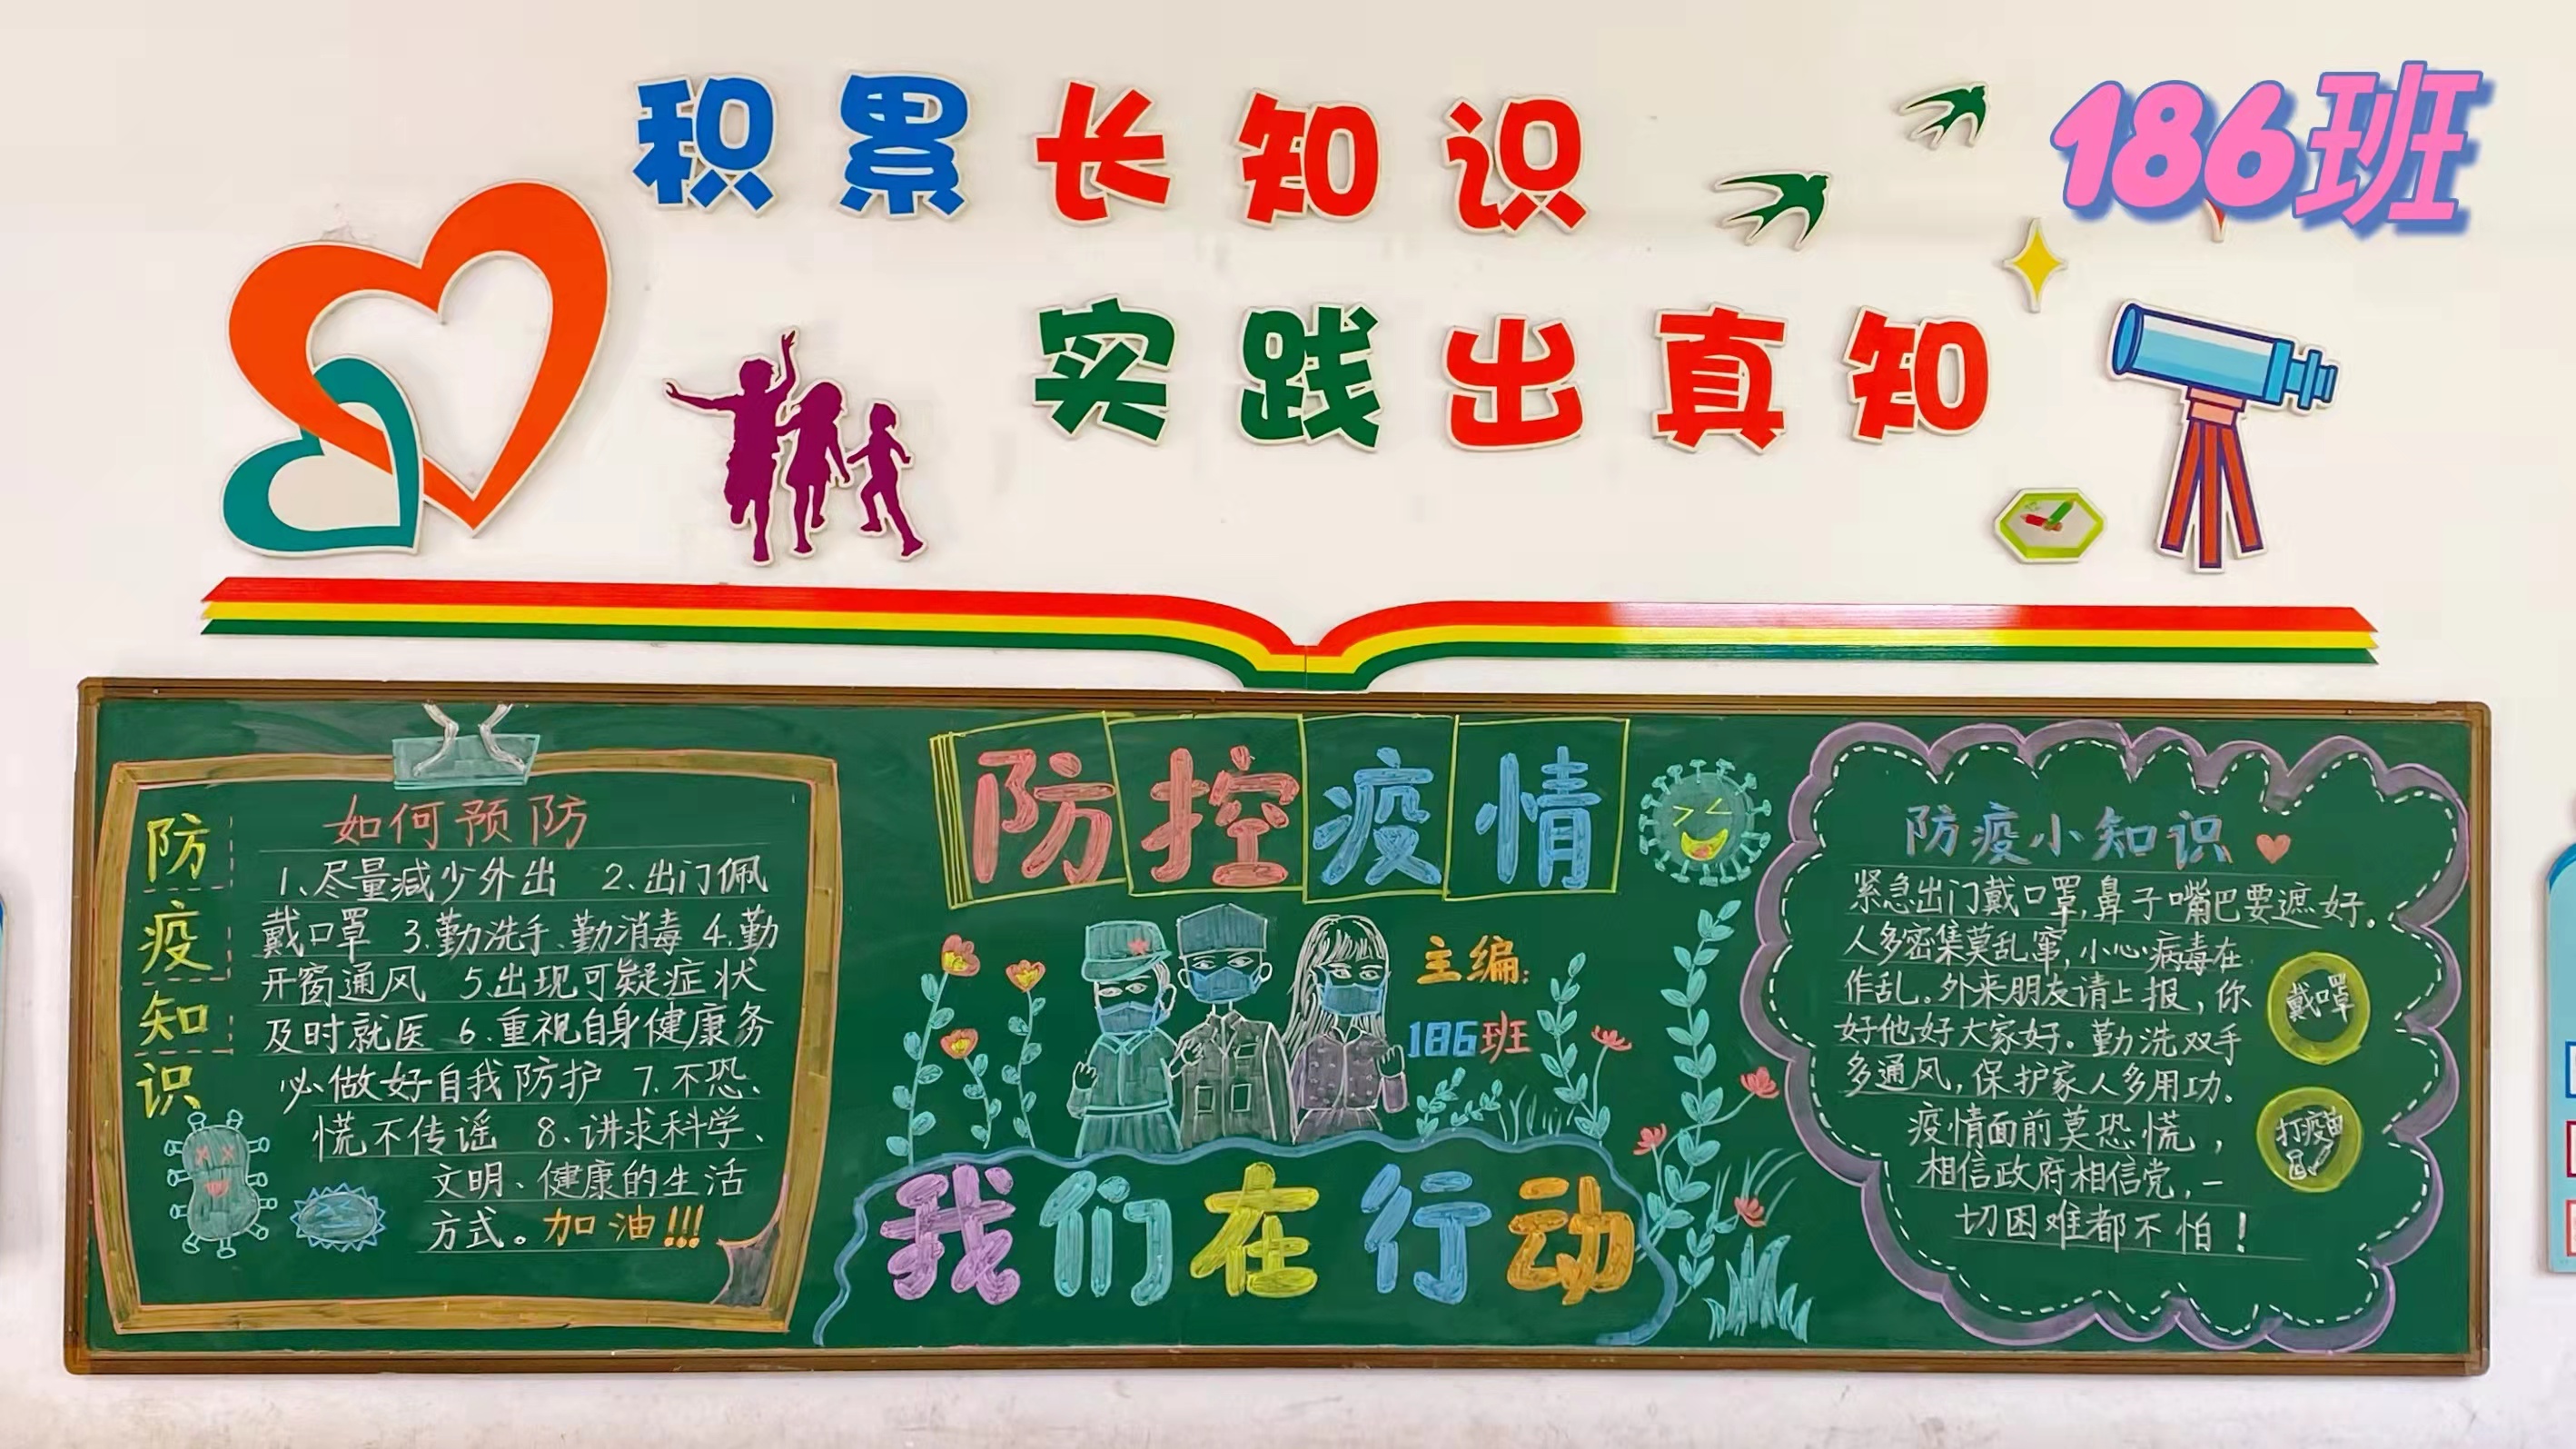 186班
积累长知识
实践出真知
防疫知识
如何预防
1、尽量减少外出 2、出门佩
戴口罩 3.勤洗手、勤消毒 4.勤
开窗通风 5.出现可疑症状
及时就医 6.重视自身健康务
必做好自我防护 7.不恐、
慌不传谣 8、讲求科学、
文明、健康的生活
方式。加油!!!
防控疫情
主编:
186班
我们在行动
防疫小知识
紧急出门戴口罩,鼻子嘴巴要遮好。
人多密集莫乱窜,小心病毒在
作乱。外来朋友请上报,你
好他好大家好。勤洗双手
多通风,保护家人多用功。
疫情面前莫恐慌,
相信政府相信党,一
切困难都不怕!
戴口罩
打疫苗